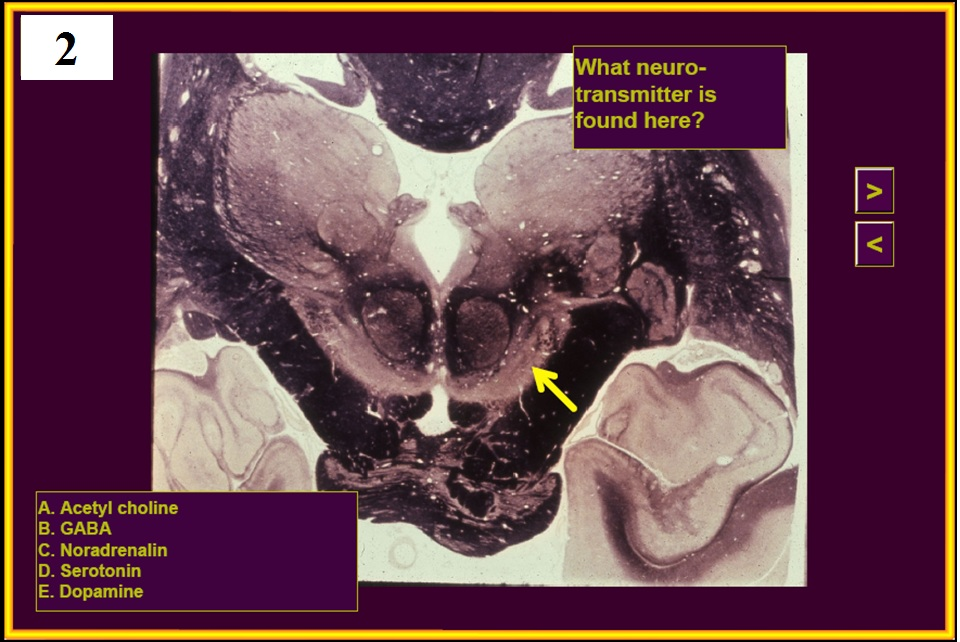 2
What neuro-
transmitter is
found here?
>
<
A. Acetyl choline
B. GABA
C. Noradrenalin
D. Serotonin
E. Dopamine